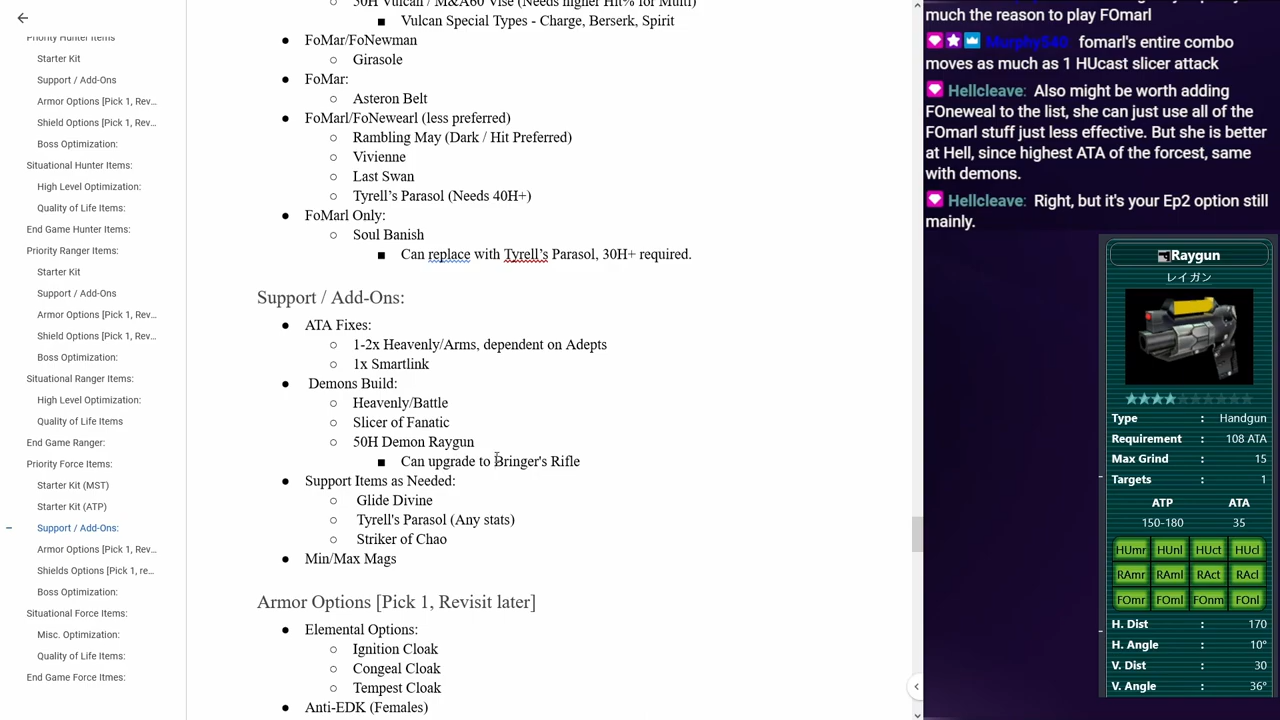 Priority Hunter Items
Starter Kit
Support / Add-Ons
Armor Options [Pick 1, Rev...
Shield Options [Pick 1, Rev...
Boss Optimization:
Situational Hunter Items:
High Level Optimization:
Quality of Life Items:
End Game Hunter Items:
Priority Ranger Items:
Starter Kit
Support / Add-Ons:
Armor Options [Pick 1, Rev...
Shield Options [Pick 1, Rev...
Boss Optimization:
Situational Ranger Items:
High Level Optimization:
Quality of Life Items
End Game Ranger:
Priority Force Items:
Starter Kit (MST)
Starter Kit (ATP)
Support / Add-Ons:
Armor Options [Pick 1, Rev...
Shields Options [Pick 1, re...
Boss Optimization:
Situational Force Items:
Misc. Optimization:
Quality of Life Items:
End Game Force Itmes:
50H Vulcan / M&A60 Vise (Needs higher Hit% for Multi)
Vulcan Special Types - Charge, Berserk, Spirit
FoMar/FoNewman
Girasole
FoMar:
Asteron Belt
FoMarl/FoNewearl (less preferred)
Rambling May (Dark / Hit Preferred)
Vivienne
Last Swan
Tyrell’s Parasol (Needs 40H+)
FoMarl Only:
Soul Banish
Can replace with Tyrell’s Parasol, 30H+ required.
Support / Add-Ons:
ATA Fixes:
1-2x Heavenly/Arms, dependent on Adepts
1x Smartlink
Demons Build:
Heavenly/Battle
Slicer of Fanatic
50H Demon Raygun
Can upgrade to Bringer's Rifle
Support Items as Needed:
Glide Divine
Tyrell's Parasol (Any stats)
Striker of Chao
Min/Max Mags
Armor Options [Pick 1, Revisit later]
Elemental Options:
Ignition Cloak
Congeal Cloak
Tempest Cloak
Anti-EDK (Females)
much the reason to play FOmarl
MurphyS40 fomarl's entire combo
moves as much as 1 HUcast slicer attack
Hellcleave: Also might be worth adding
FOneweal to the list, she can just use all of the
FOmarl stuff just less effective. But she is better
at Hell, since highest ATA of the forcest, same
with demons.
Hellcleave: Right, but it's your Ep2 option still
mainly.
Raygun
レイガン
Type : Handgun
Requirement : 108 ATA
Max Grind : 15
Targets : 1
ATP ATA
150-180 35
HUmr HUnl HUct HUcl
RAmr RAml RAct RAcl
FOmr FOml FOnm FOnl
H. Dist : 170
H. Angle : 10°
V. Dist : 30
V. Angle : 36°